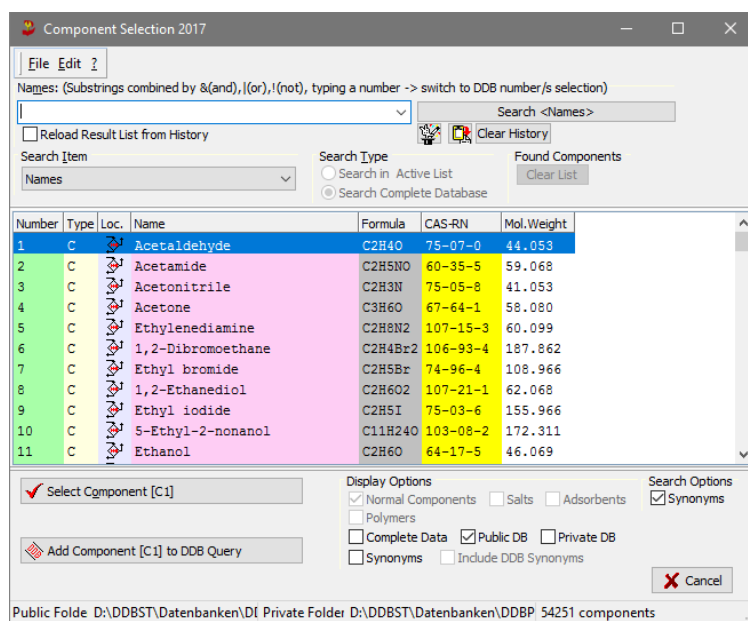 Component Selection 2017
File Edit ?
Names: (Substrings combined by &(and),|(or),!(not), typing a number -> switch to DDB number/s selection)
Search <Names>
Reload Result List from History
Clear History
Search Item Search Type Found Components
Names
Search in Active List
Clear List
Search Complete Database
Number Type Loc. Name Formula CAS-RN Mol.Weight
1 C Acetaldehyde C2H4O 75-07-0 44.053
2 C Acetamide C2H5NO 60-35-5 59.068
3 C Acetonitrile C2H3N 75-05-8 41.053
4 C Acetone C3H6O 67-64-1 58.080
5 C Ethylenediamine C2H8N2 107-15-3 60.099
6 C 1,2-Dibromoethane C2H4Br2 106-93-4 187.862
7 C Ethyl bromide C2H5Br 74-96-4 108.966
8 C 1,2-Ethanediol C2H6O2 107-21-1 62.068
9 C Ethyl iodide C2H5I 75-03-6 155.966
10 C 5-Ethyl-2-nonanol C11H24O 103-08-2 172.311
11 C Ethanol C2H6O 64-17-5 46.069
Select Component [C1]
Display Options Search Options
Normal Components Salts Adsorbents Synonyms
Polymers
Complete Data Public DB Private DB
Add Component [C1] to DDB Query
Synonyms Include DDB Synonyms
Cancel
Public Folde D:\DDBST\Datenbanken\DI Private Folder D:\DDBST\Datenbanken\DDBP 54251 components